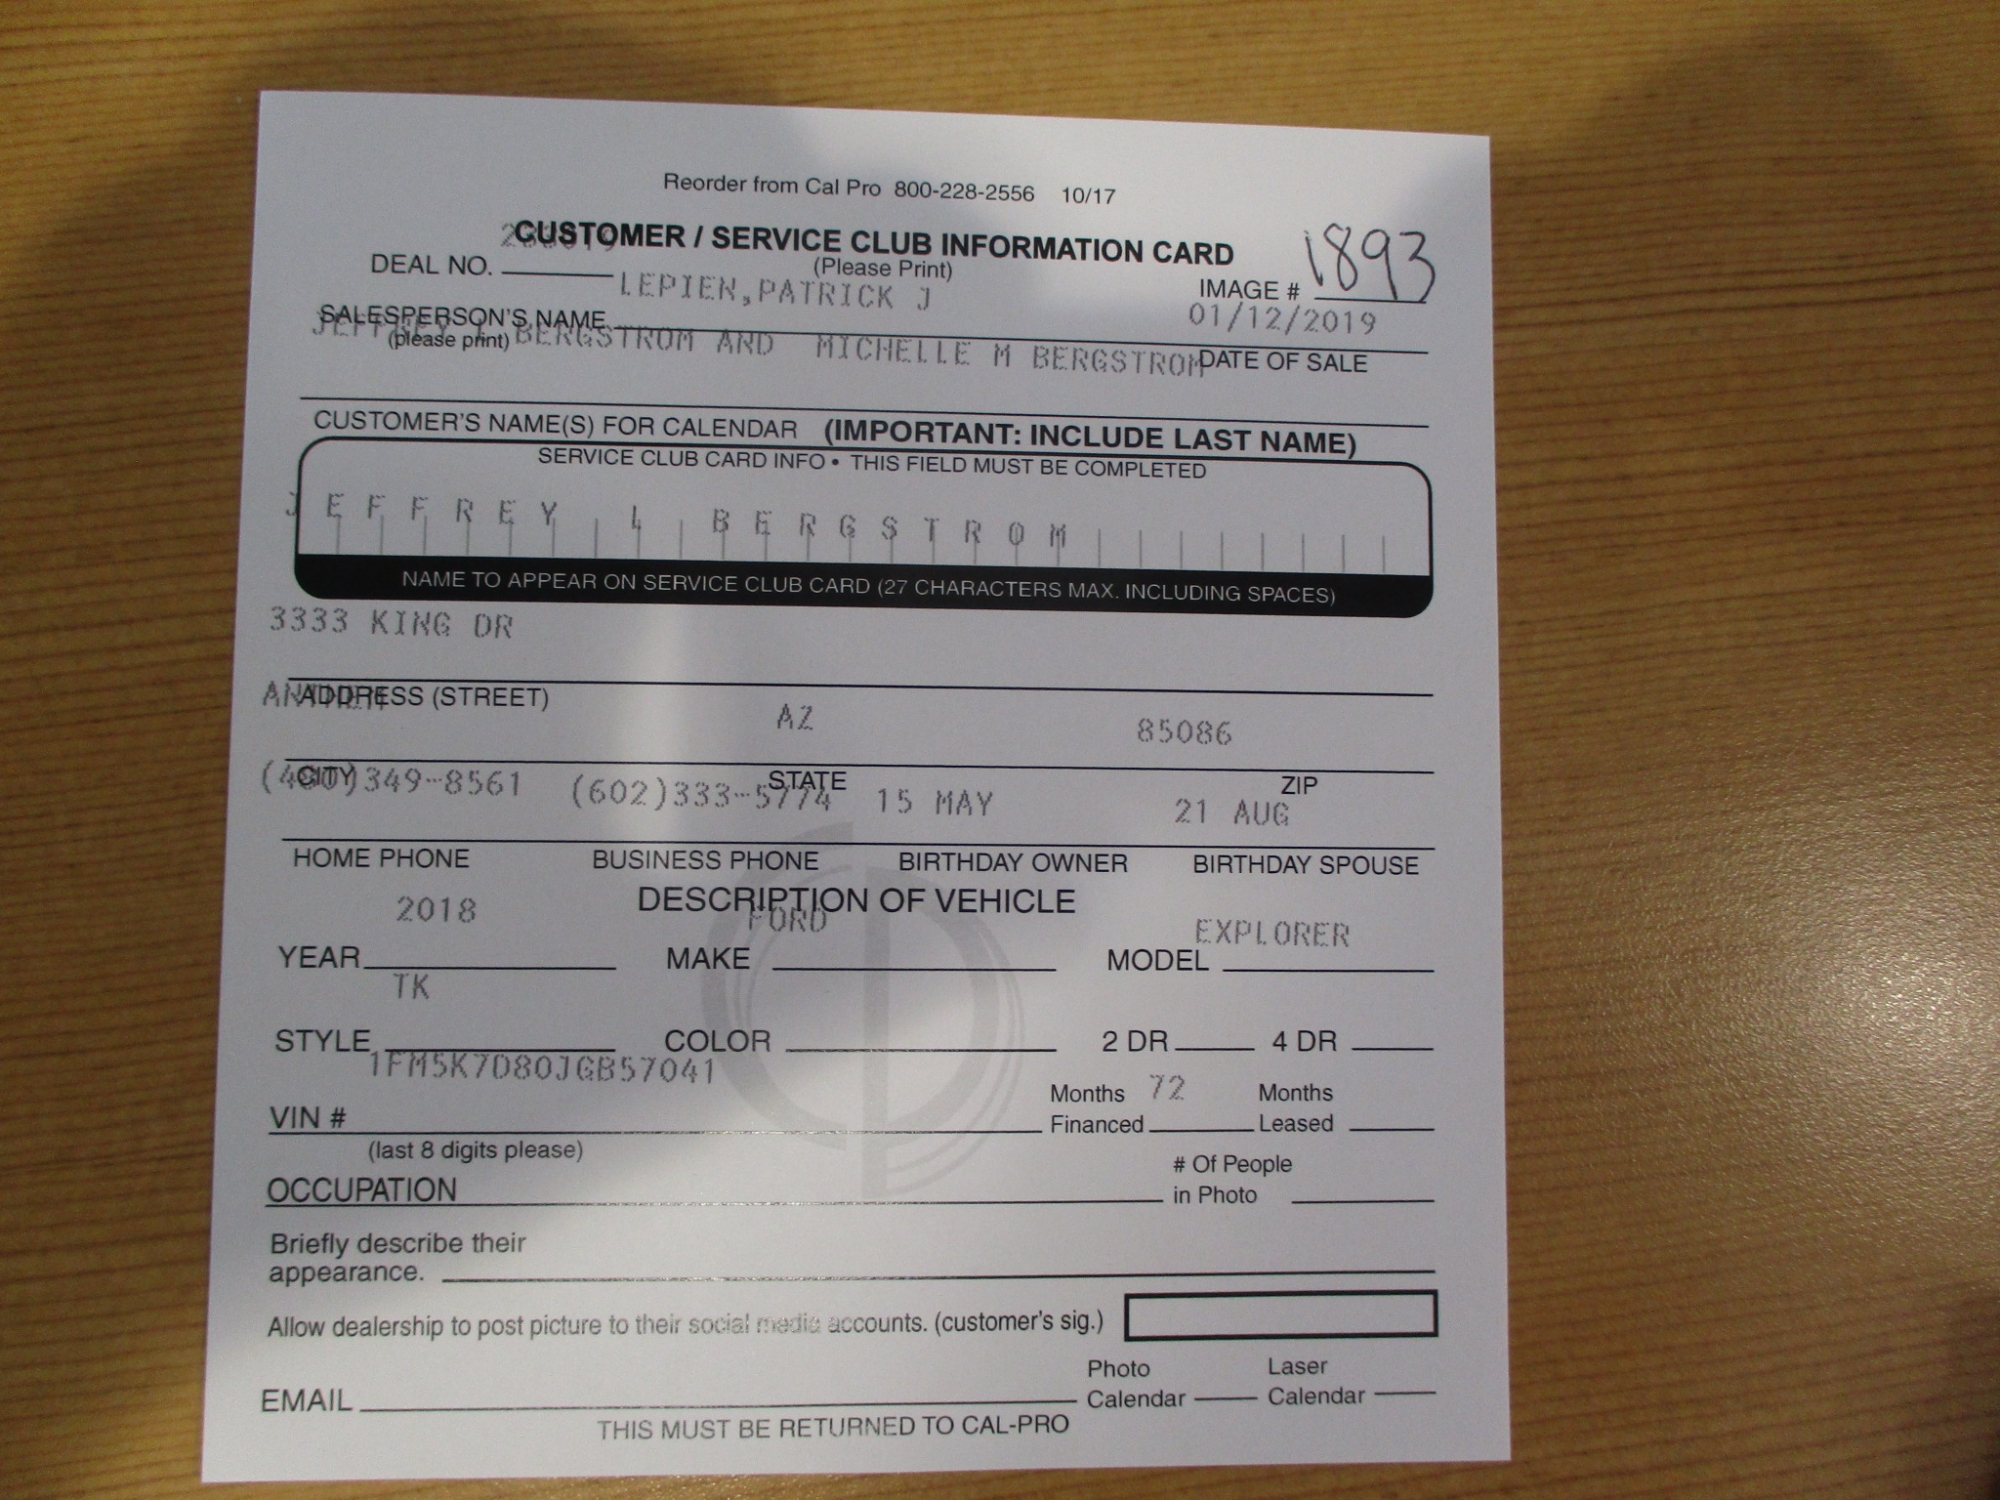 Reorder from Cal Pro 800-228-2556 10/17
CUSTOMER / SERVICE CLUB INFORMATION CARD
(Please Print)
1893
DEAL NO.
IMAGE #
LEPIEN,PATRICK J
01/12/2019
SALESPERSON'S NAME
(please print)
DATE OF SALE
JEFFREY L BERGSTROM AND MICHELLE M BERGSTROM
CUSTOMER'S NAME(S) FOR CALENDAR (IMPORTANT: INCLUDE LAST NAME)
SERVICE CLUB CARD INFO • THIS FIELD MUST BE COMPLETED
JEFFREY L BERGSTROM
NAME TO APPEAR ON SERVICE CLUB CARD (27 CHARACTERS MAX. INCLUDING SPACES)
3333 KING DR
ADDRESS (STREET)
ANTHEM AZ 85086
CITY STATE ZIP
(480)349-8561 (602)333-5774 15 MAY 21 AUG
HOME PHONE BUSINESS PHONE BIRTHDAY OWNER BIRTHDAY SPOUSE
DESCRIPTION OF VEHICLE
2018 FORD EXPLORER
YEAR MAKE MODEL
TK
STYLE COLOR 2 DR 4 DR
1FM5K7D80JGB57041
Months 72 Months
VIN # Financed Leased
(last 8 digits please)
# Of People
OCCUPATION in Photo
Briefly describe their
appearance.
Allow dealership to post picture to their social media accounts. (customer's sig.)
Photo Laser
EMAIL Calendar Calendar
THIS MUST BE RETURNED TO CAL-PRO